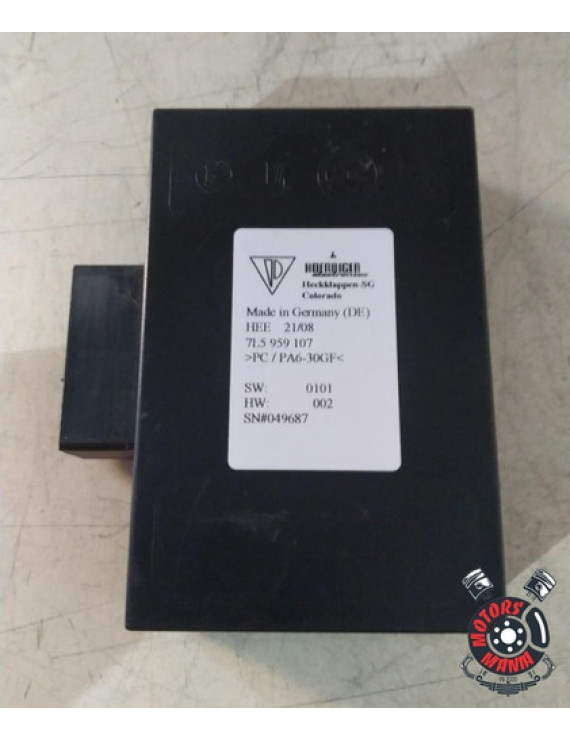 HOERBIGER
Heckklappen-SG
Colorado
Made in Germany (DE)
HEE 21/08
7L5 959 107
>PC / PA6-30GF<
SW: 0101
HW: 002
SN#049687
MOTORS
MANIA